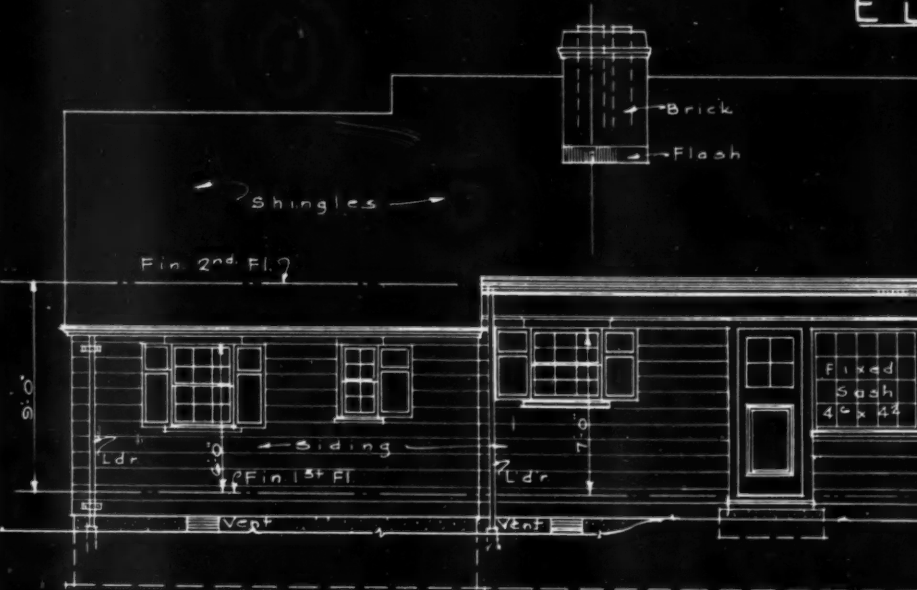 E L
Brick
Flash
Shingles
Fin 2nd. Fl.
9'.0"
Fixed
Sash
4⁶ x 4²
Siding
7'.0"
Ldr
Fin 1st Fl
Ldr
Vent
Vent